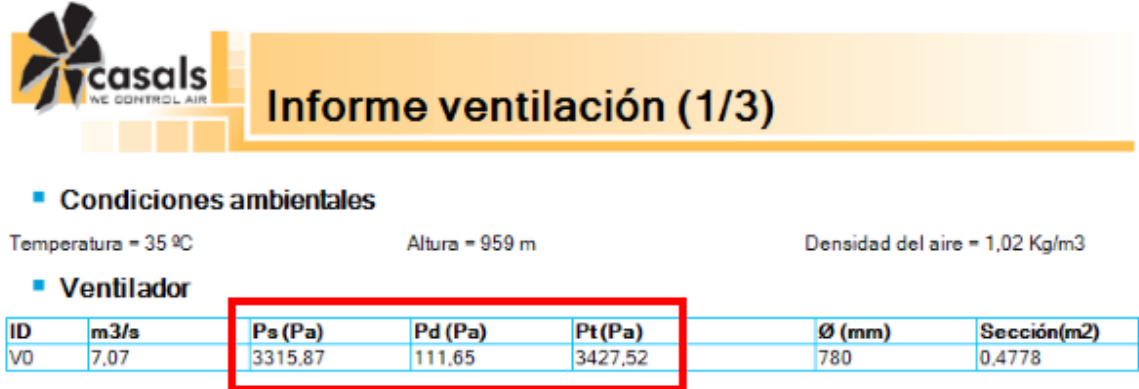 casals
WE CONTROL AIR
Informe ventilación (1/3)
Condiciones ambientales
Temperatura = 35 ºC Altura = 959 m Densidad del aire = 1,02 Kg/m3
Ventilador
ID m3/s Ps (Pa) Pd (Pa) Pt(Pa) Ø (mm) Sección(m2)
V0 7,07 3315,87 111,65 3427,52 780 0,4778